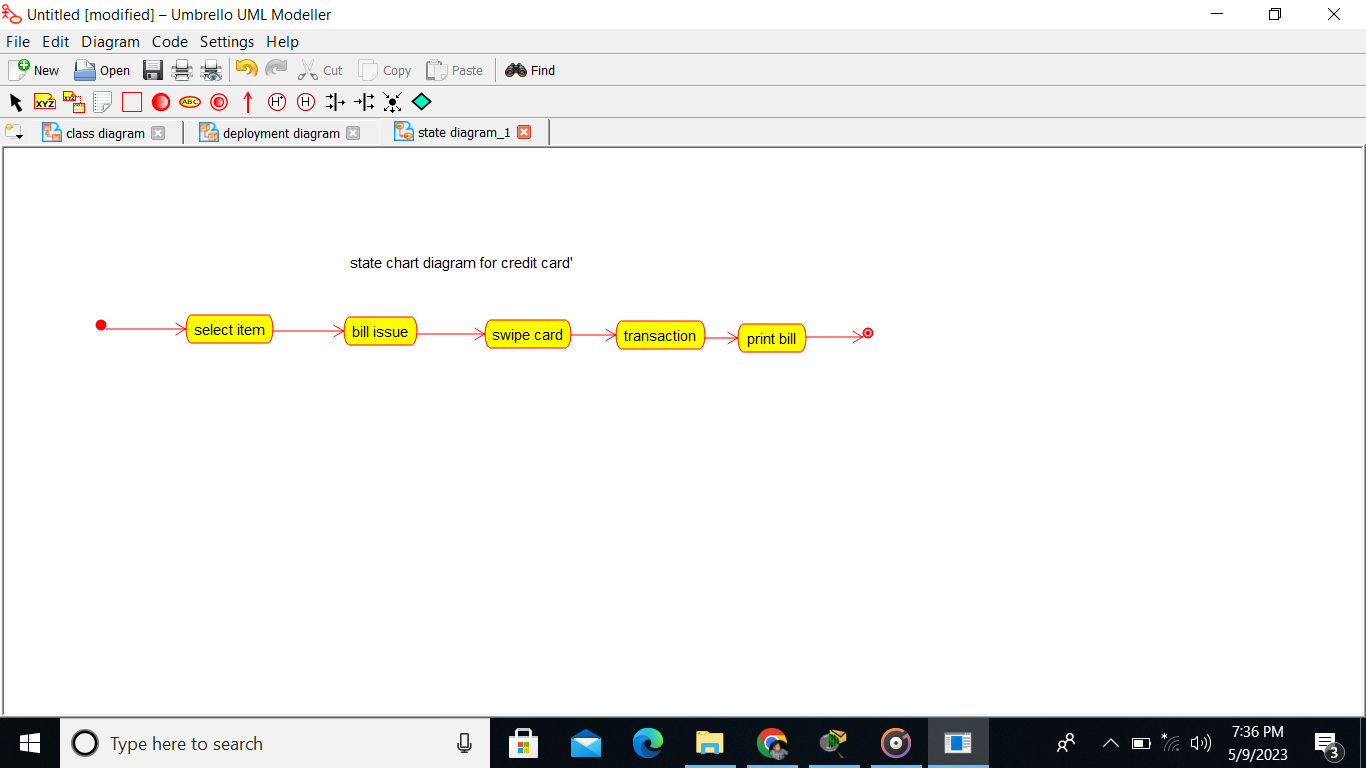 Untitled [modified] – Umbrello UML Modeller
File Edit Diagram Code Settings Help
New Open Cut Copy Paste Find
XYZ XYZ ABC H* H
class diagram deployment diagram state diagram_1
state chart diagram for credit card'
select item bill issue swipe card transaction print bill
Type here to search
7:36 PM
5/9/2023
3